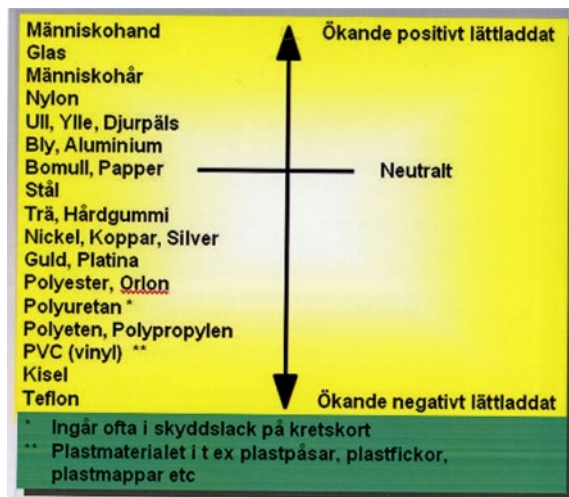 Människohand
Ökande positivt lättladdat
Glas
Människohår
Nylon
Ull, Ylle, Djurpäls
Bly, Aluminium
Bomull, Papper
Neutralt
Stål
Trä, Hårdgummi
Nickel, Koppar, Silver
Guld, Platina
Polyester, Orlon
Polyuretan *
Polyeten, Polypropylen
PVC (vinyl) **
Kisel
Teflon
Ökande negativt lättladdat
* Ingår ofta i skyddslack på kretskort
** Plastmaterialet i t ex plastpåsar, plastfickor,
plastmappar etc